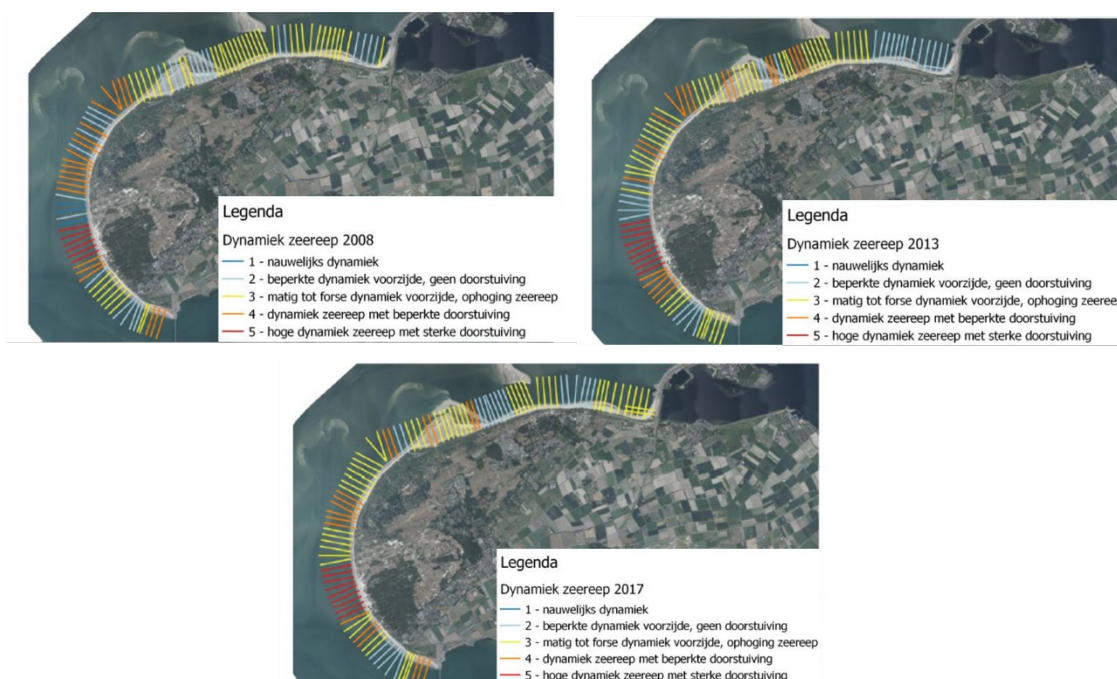 Legenda
Dynamiek zeereep 2008
1 - nauwelijks dynamiek
2 - beperkte dynamiek voorzijde, geen doorstuiving
3 - matig tot forse dynamiek voorzijde, ophoging zeereep
4 - dynamiek zeereep met beperkte doorstuiving
5 - hoge dynamiek zeereep met sterke doorstuiving
Legenda
Dynamiek zeereep 2013
1 - nauwelijks dynamiek
2 - beperkte dynamiek voorzijde, geen doorstuiving
3 - matig tot forse dynamiek voorzijde, ophoging zeereep
4 - dynamiek zeereep met beperkte doorstuiving
5 - hoge dynamiek zeereep met sterke doorstuiving
Legenda
Dynamiek zeereep 2017
1 - nauwelijks dynamiek
2 - beperkte dynamiek voorzijde, geen doorstuiving
3 - matig tot forse dynamiek voorzijde, ophoging zeereep
4 - dynamiek zeereep met beperkte doorstuiving
5 - hoge dynamiek zeereep met sterke doorstuiving